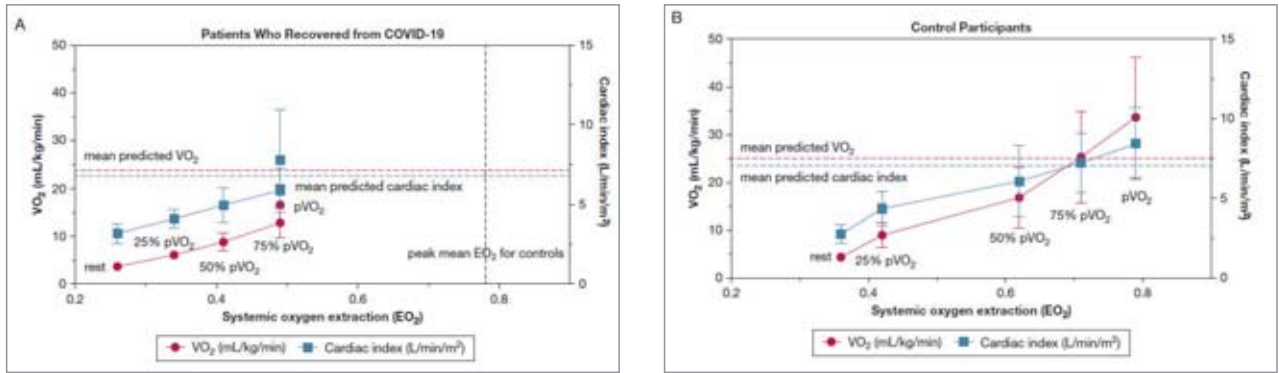 A
Patients Who Recovered from COVID-19
50
40
30
20
10
0
VO₂ (mL/kg/min)
15
10
5
0
Cardiac index (L/min/m²)
mean predicted VO₂
mean predicted cardiac index
pVO₂
25% pVO₂
75% pVO₂
rest
50% pVO₂
peak mean EO₂ for controls
0.2
0.4
0.6
0.8
Systemic oxygen extraction (EO₂)
VO₂ (mL/kg/min)
Cardiac index (L/min/m²)
B
Control Participants
50
40
30
20
10
0
VO₂ (mL/kg/min)
15
10
5
0
Cardiac index (L/min/m²)
mean predicted VO₂
mean predicted cardiac index
pVO₂
75% pVO₂
50% pVO₂
rest
25% pVO₂
0.2
0.4
0.6
0.8
Systemic oxygen extraction (EO₂)
VO₂ (mL/kg/min)
Cardiac index (L/min/m²)